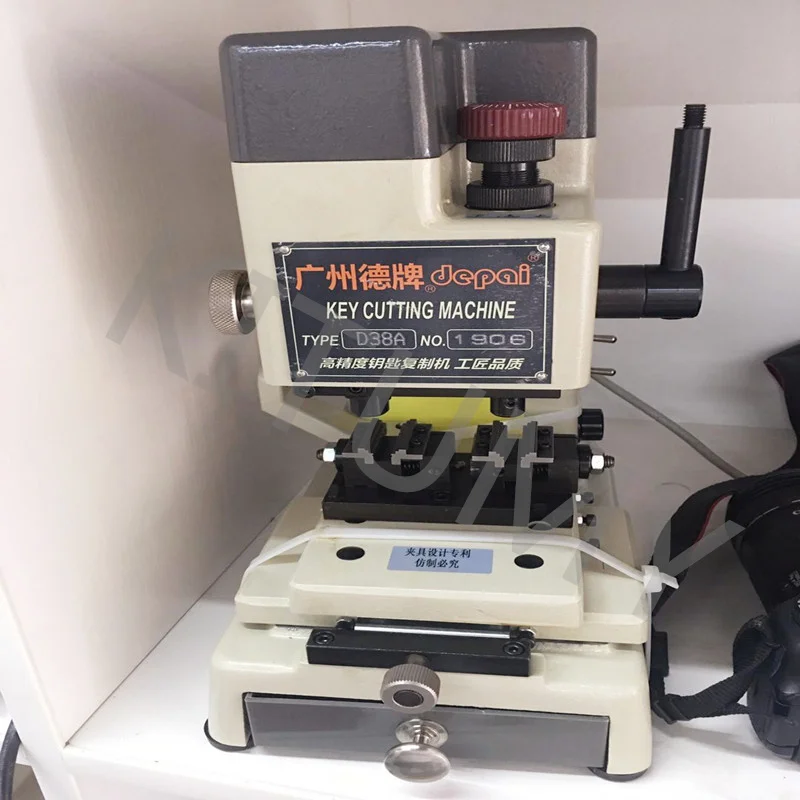 广州德牌® depai®
KEY CUTTING MACHINE
TYPE D38A NO. 1906
高精度钥匙复制机 工匠品质
夹具设计专利
仿制必究